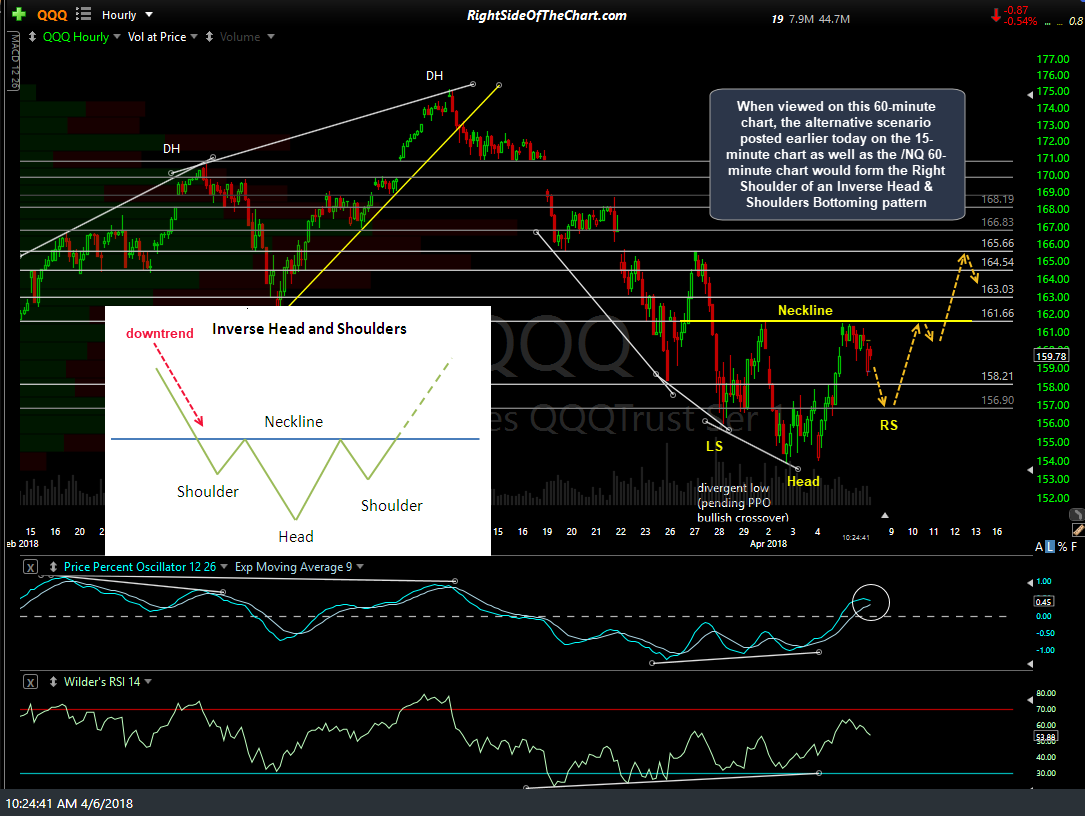 QQQ Hourly
RightSideOfTheChart.com
19 7.9M 44.7M
-0.87
-0.54%
0.8
QQQ Hourly Vol at Price Volume
MACD 12 26
DH
DH
When viewed on this 60-minute
chart, the alternative scenario
posted earlier today on the 15-
minute chart as well as the /NQ 60-
minute chart would form the Right
Shoulder of an Inverse Head &
Shoulders Bottoming pattern
177.00
176.00
175.00
174.00
173.00
172.00
171.00
170.00
169.00
168.00
167.00
166.00
165.00
164.00
163.00
162.00
161.00
159.78
159.00
158.00
157.00
156.00
155.00
154.00
153.00
152.00
168.19
166.83
165.66
164.54
163.03
161.66
158.21
156.90
Neckline
RS
LS
Head
QQQ
es QQQTrust Ser 1
divergent low
(pending PPO
bullish crossover)
downtrend
Inverse Head and Shoulders
Neckline
Shoulder
Shoulder
Head
15 16 20 2
15 16 19 20 21 22 23 26 27 28 29 2 3 4 10:24:41 9 10 11 12 13 16
eb 2018
Apr 2018
A L % F
X Price Percent Oscillator 12 26 Exp Moving Average 9
1.00
0.45
0.00
-0.50
-1.00
X Wilder's RSI 14
80.00
70.00
60.00
50.00
40.00
30.00
10:24:41 AM 4/6/2018